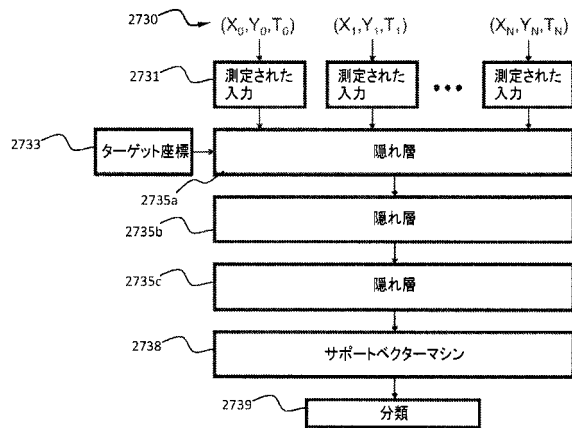 2730 (X₀,Y₀,T₀) (X₁,Y₁,T₁) (X_N,Y_N,T_N)
2731 測定された入力 測定された入力 ••• 測定された入力
2733 ターゲット座標 隠れ層
2735a
2735b 隠れ層
2735c 隠れ層
2738 サポートベクターマシン
2739 分類